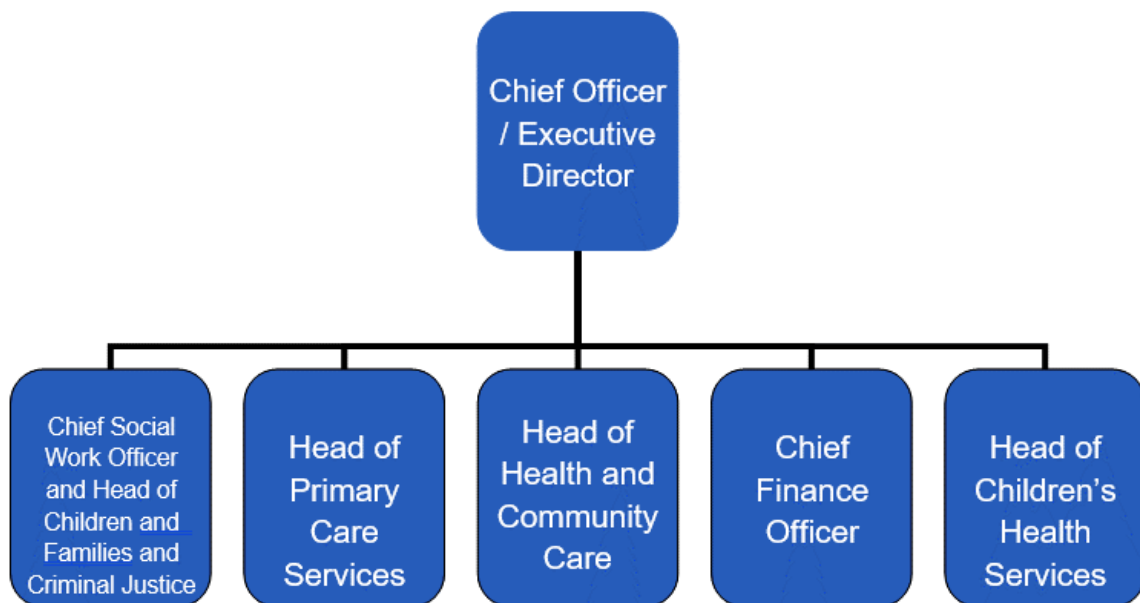 Chief Officer
/ Executive
Director
Chief Social
Work Officer
and Head of
Children and
Families and
Criminal Justice
Head of
Primary
Care
Services
Head of
Health and
Community
Care
Chief
Finance
Officer
Head of
Children’s
Health
Services